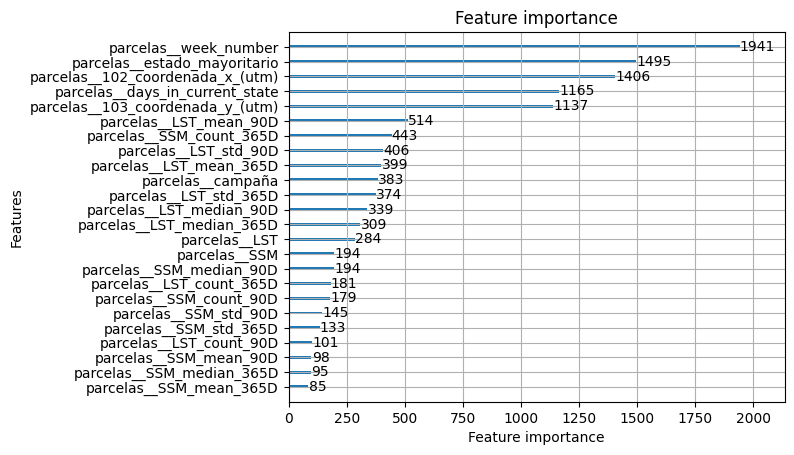 Feature importance
parcelas__week_number 1941
parcelas__estado_mayoritario 1495
parcelas__102_coordenada_x_(utm) 1406
parcelas__days_in_current_state 1165
parcelas__103_coordenada_y_(utm) 1137
parcelas__LST_mean_90D 514
parcelas__SSM_count_365D 443
parcelas__LST_std_90D 406
parcelas__LST_mean_365D 399
parcelas__campaña 383
parcelas__LST_std_365D 374
parcelas__LST_median_90D 339
parcelas__LST_median_365D 309
parcelas__LST 284
parcelas__SSM 194
parcelas__SSM_median_90D 194
parcelas__LST_count_365D 181
parcelas__SSM_count_90D 179
parcelas__SSM_std_90D 145
parcelas__SSM_std_365D 133
parcelas__LST_count_90D 101
parcelas__SSM_mean_90D 98
parcelas__SSM_median_365D 95
parcelas__SSM_mean_365D 85
Features
0 250 500 750 1000 1250 1500 1750 2000
Feature importance